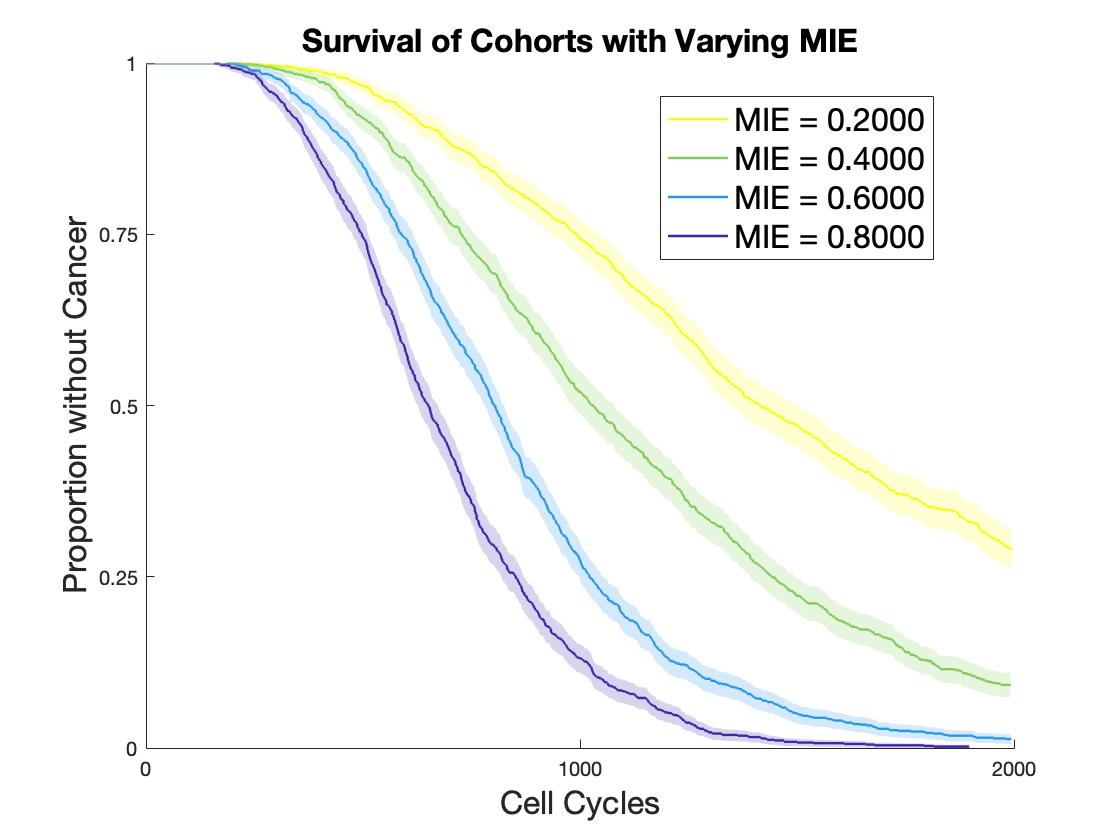 Survival of Cohorts with Varying MIE
1
0.75
0.5
0.25
0
Proportion without Cancer
MIE = 0.2000
MIE = 0.4000
MIE = 0.6000
MIE = 0.8000
0
1000
2000
Cell Cycles